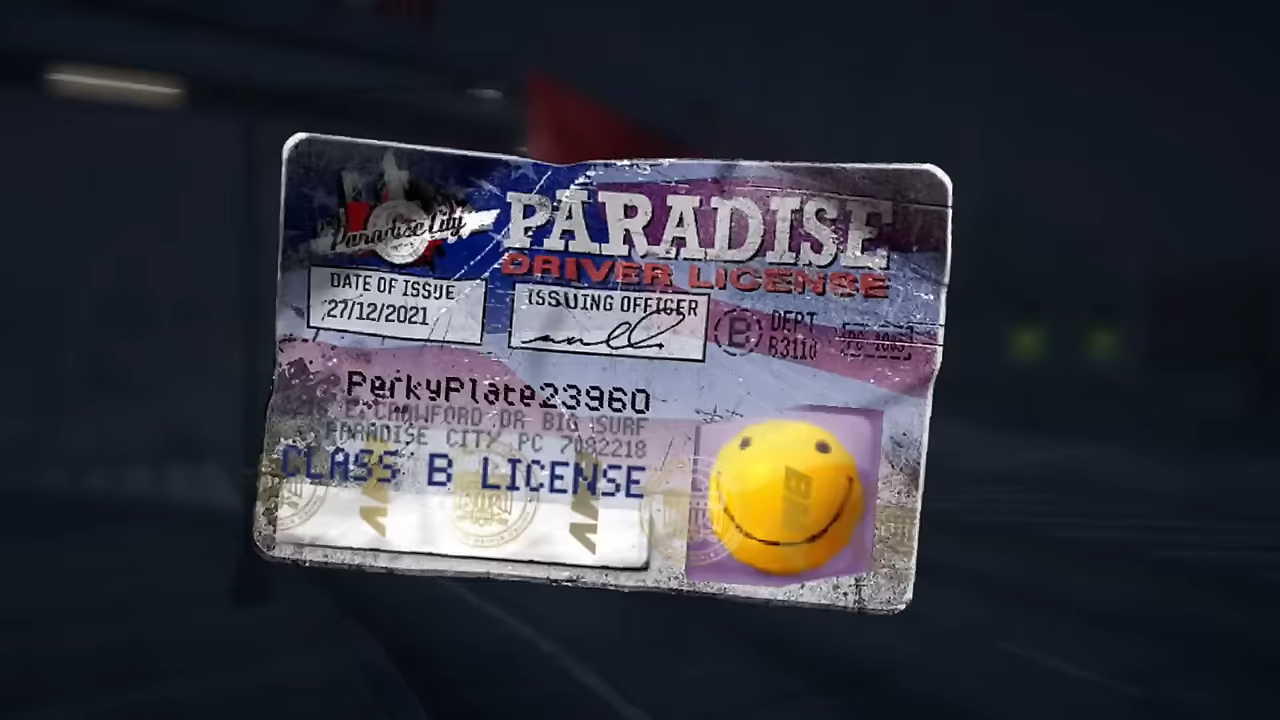 Paradise City
PARADISE
DRIVER LICENSE
DATE OF ISSUE
27/12/2021
ISSUING OFFICER
B
DEPT
B3110
PerkyPlate23960
E.CRAWFORD DR BIG SURF
PARADISE CITY PC 7082218
CLASS B LICENSE